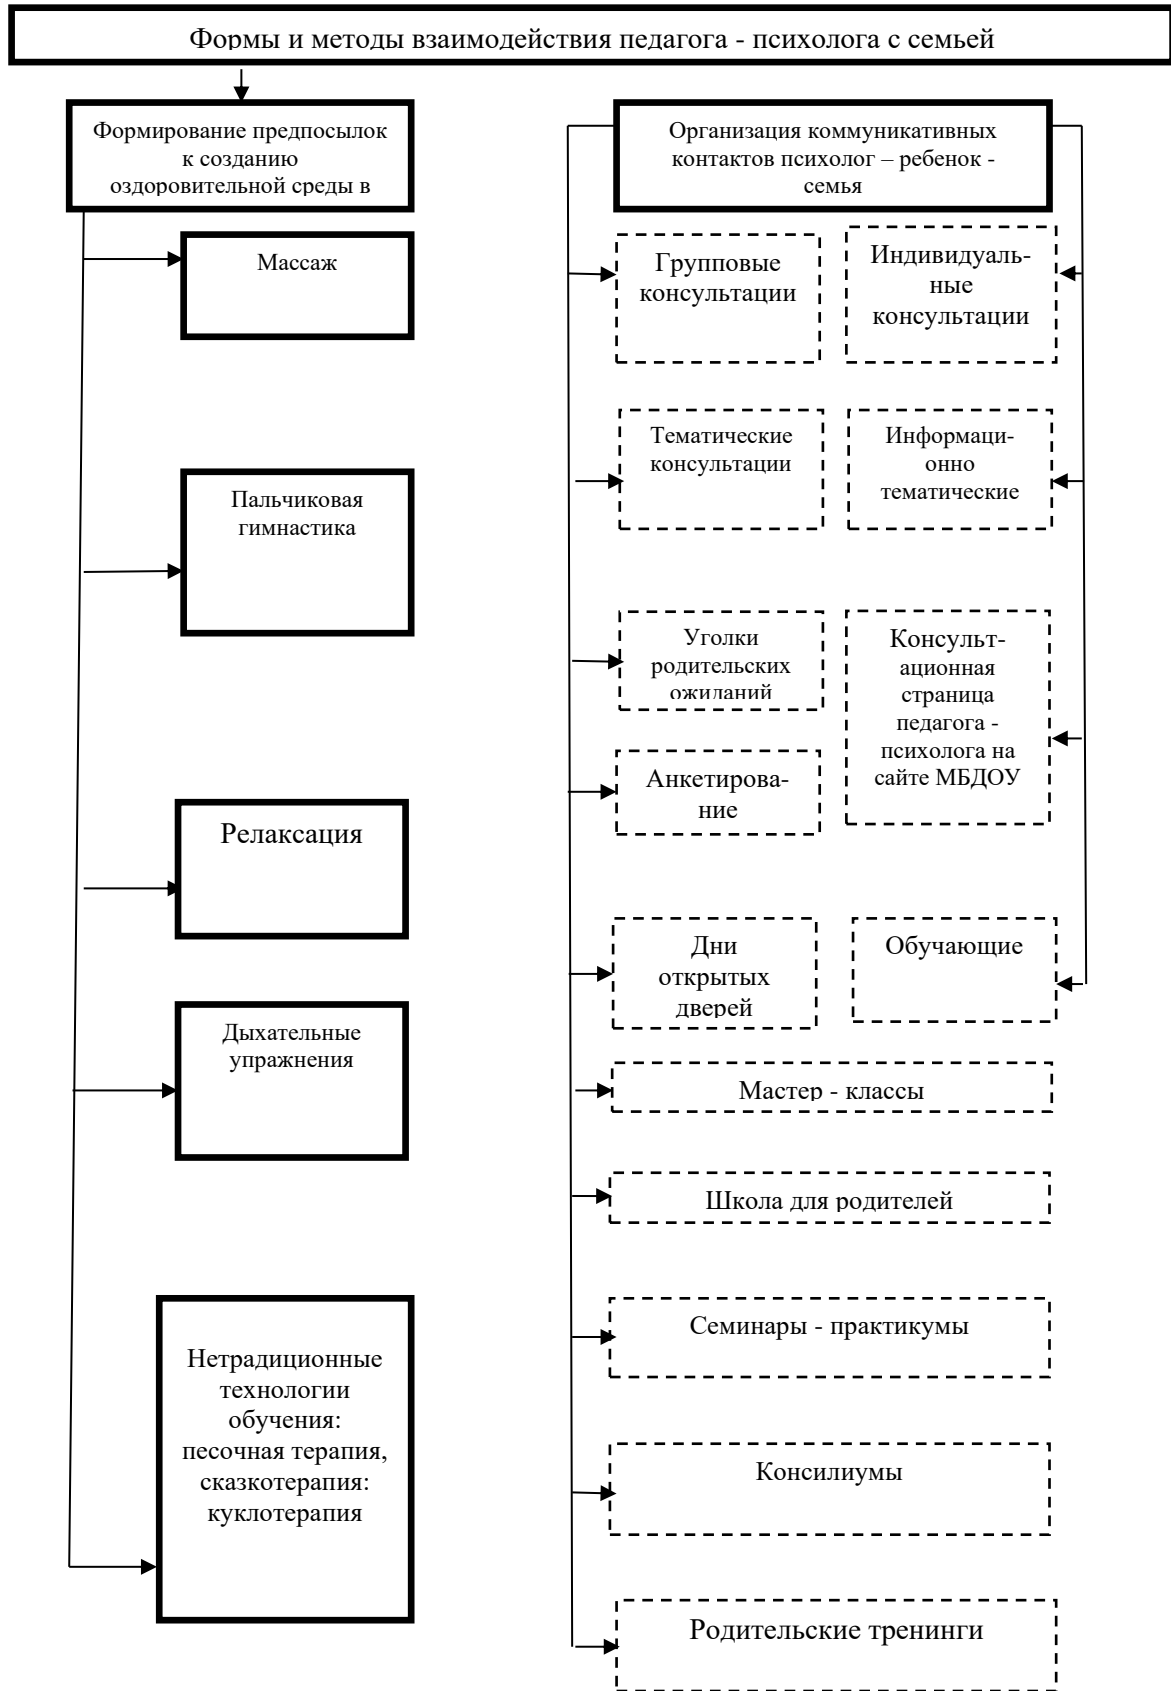 Формы и методы взаимодействия педагога - психолога с семьей
Формирование предпосылок
к созданию
оздоровительной среды в
Массаж
Пальчиковая
гимнастика
Релаксация
Дыхательные
упражнения
Нетрадиционные
технологии
обучения:
песочная терапия,
сказкотерапия:
куклотерапия
Организация коммуникативных
контактов психолог – ребенок -
семья
Групповые
консультации
Индивидуаль-
ные
консультации
Тематические
консультации
Информаци-
онно
тематические
Уголки
родительских
ожиданий
Консульт-
ационная
страница
педагога -
психолога на
сайте МБДОУ
Анкетирова-
ние
Дни
открытых
дверей
Обучающие
Мастер - классы
Школа для родителей
Семинары - практикумы
Консилиумы
Родительские тренинги